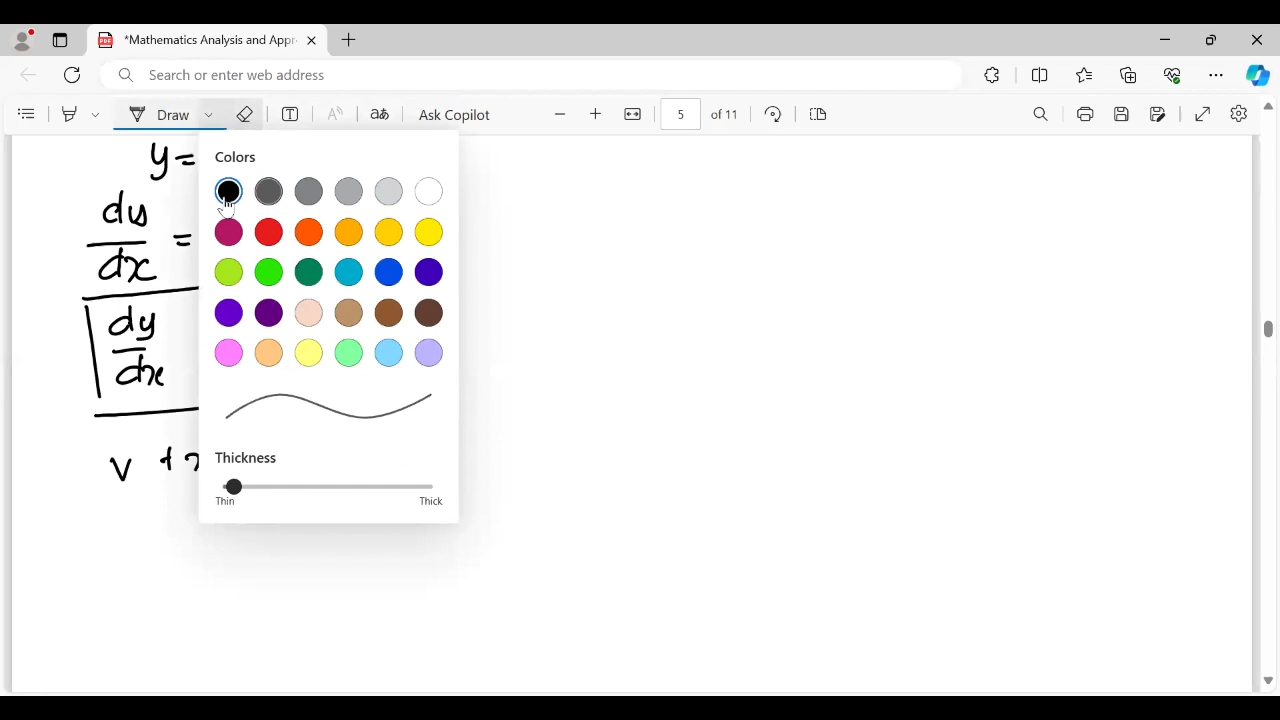 *Mathematics Analysis and Appr
Search or enter web address
Draw
Ask Copilot
5 of 11
y=
Colors
dy
=
dx
dy
dx
v +x
Thickness
Thin
Thick